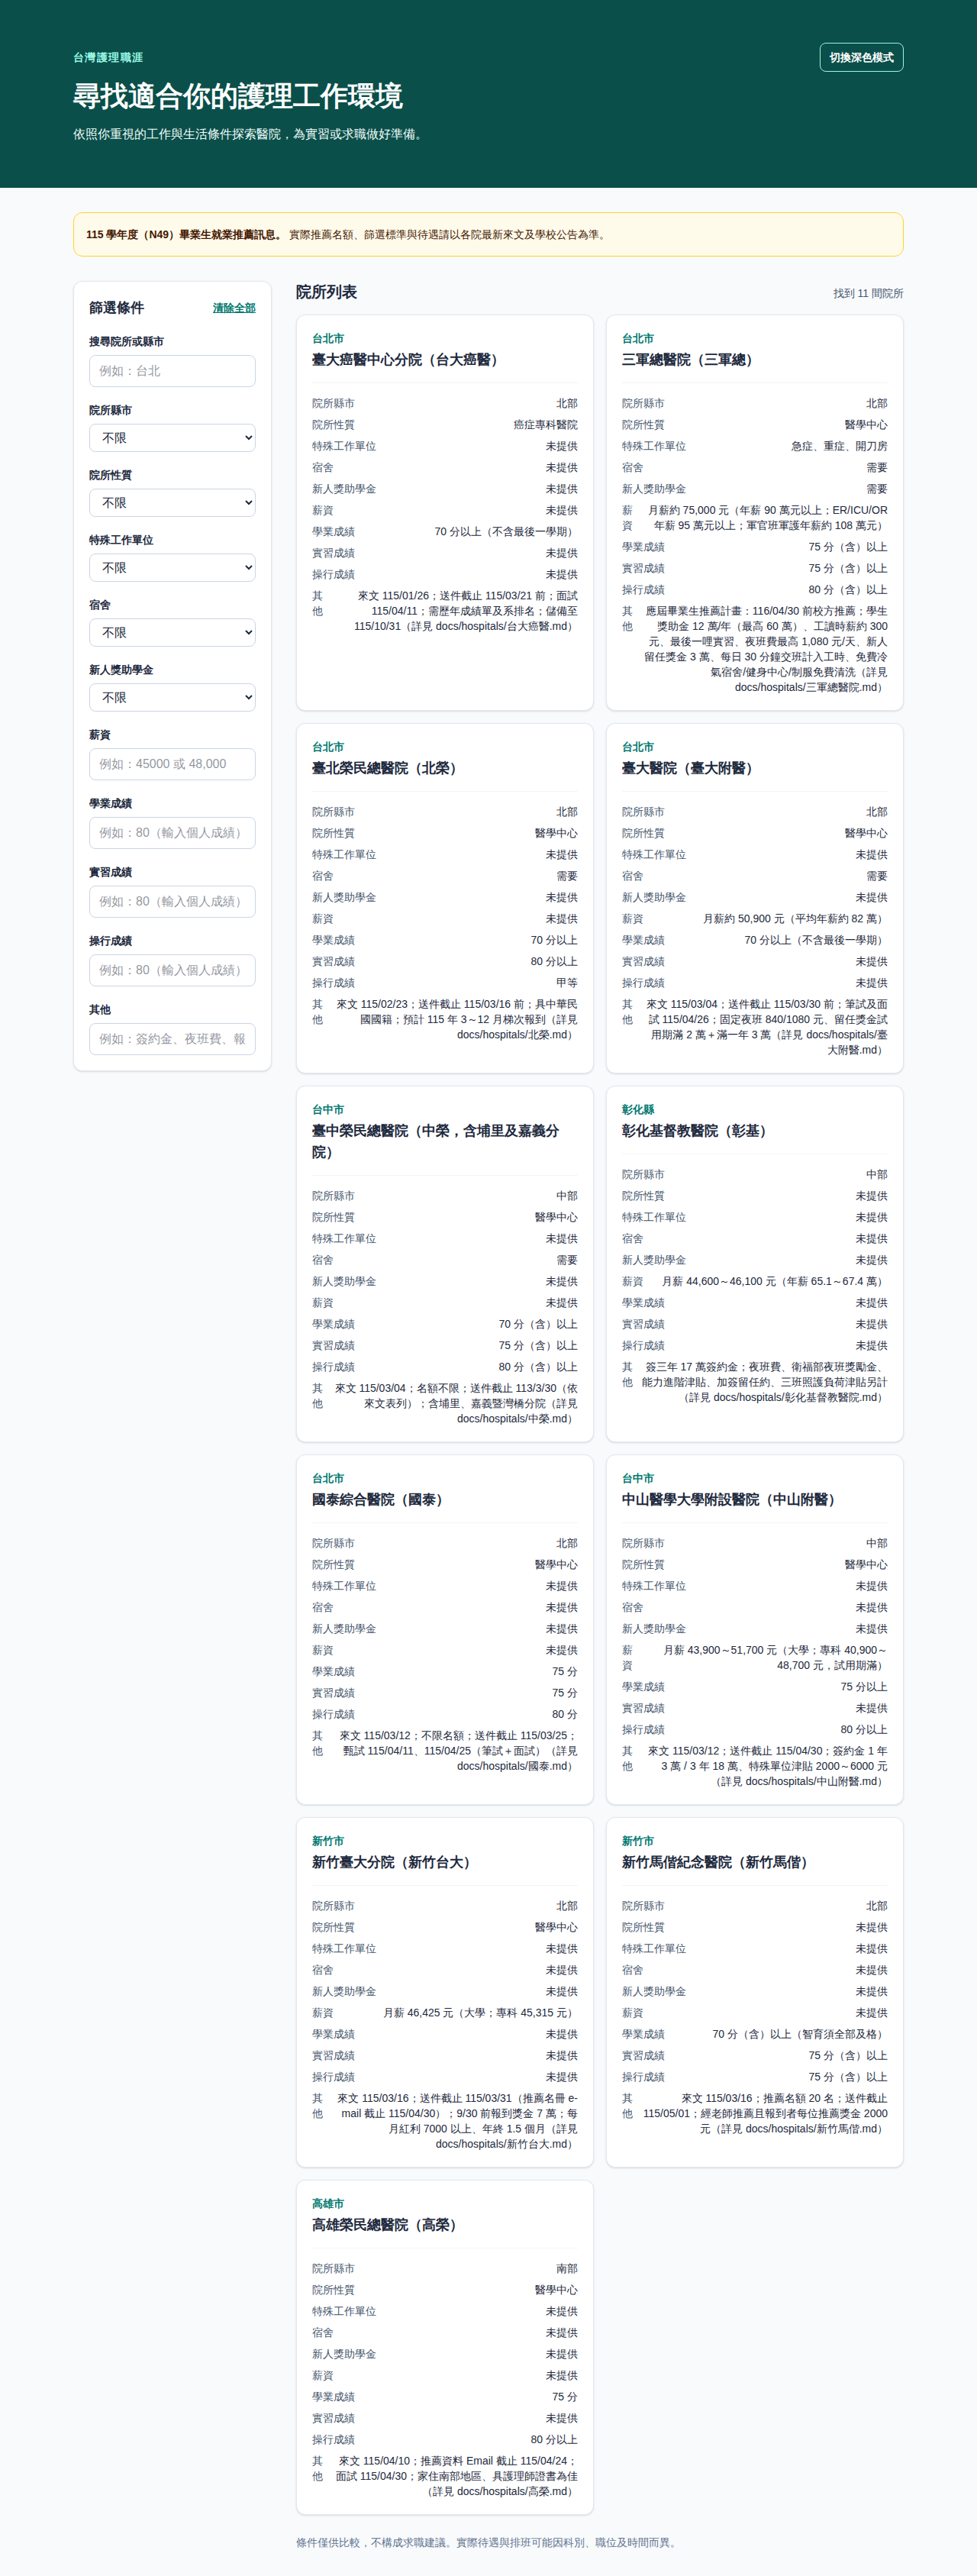 台灣護理職涯
切換深色模式
尋找適合你的護理工作環境
依照你重視的工作與生活條件探索醫院，為實習或求職做好準備。
115 學年度（N49）畢業生就業推薦訊息。 實際推薦名額、篩選標準與待遇請以各院最新來文及學校公告為準。
篩選條件
清除全部
搜尋院所或縣市
例如：台北
院所縣市
不限
院所性質
不限
特殊工作單位
不限
宿舍
不限
新人獎助學金
不限
薪資
例如：45000 或 48,000
學業成績
例如：80（輸入個人成績）
實習成績
例如：80（輸入個人成績）
操行成績
例如：80（輸入個人成績）
其他
例如：簽約金、夜班費、報
院所列表
找到 11 間院所
台北市
臺大癌醫中心分院（台大癌醫）
院所縣市 北部
院所性質 癌症專科醫院
特殊工作單位 未提供
宿舍 未提供
新人獎助學金 未提供
薪資 未提供
學業成績 70 分以上（不含最後一學期）
實習成績 未提供
操行成績 未提供
其他
來文 115/01/26；送件截止 115/03/21 前；面試
115/04/11；需歷年成績單及系排名；儲備至
115/10/31（詳見 docs/hospitals/台大癌醫.md）
台北市
三軍總醫院（三軍總）
院所縣市 北部
院所性質 醫學中心
特殊工作單位 急症、重症、開刀房
宿舍 需要
新人獎助學金 需要
薪資
月薪約 75,000 元（年薪 90 萬元以上；ER/ICU/OR
年薪 95 萬元以上；軍官班軍護年薪約 108 萬元）
學業成績 75 分（含）以上
實習成績 75 分（含）以上
操行成績 80 分（含）以上
其他
應屆畢業生推薦計畫：116/04/30 前校方推薦；學生
獎助金 12 萬/年（最高 60 萬）、工讀時薪約 300
元、最後一哩實習、夜班費最高 1,080 元/天、新人
留任獎金 3 萬、每日 30 分鐘交班計入工時、免費冷
氣宿舍/健身中心/制服免費清洗（詳見
docs/hospitals/三軍總醫院.md）
台北市
臺北榮民總醫院（北榮）
院所縣市 北部
院所性質 醫學中心
特殊工作單位 未提供
宿舍 需要
新人獎助學金 未提供
薪資 未提供
學業成績 70 分以上
實習成績 80 分以上
操行成績 甲等
其他
來文 115/02/23；送件截止 115/03/16 前；具中華民
國國籍；預計 115 年 3～12 月梯次報到（詳見
docs/hospitals/北榮.md）
台北市
臺大醫院（臺大附醫）
院所縣市 北部
院所性質 醫學中心
特殊工作單位 未提供
宿舍 需要
新人獎助學金 未提供
薪資 月薪約 50,900 元（平均年薪約 82 萬）
學業成績 70 分以上（不含最後一學期）
實習成績 未提供
操行成績 未提供
其他
來文 115/03/04；送件截止 115/03/30 前；筆試及面
試 115/04/26；固定夜班 840/1080 元、留任獎金試
用期滿 2 萬＋滿一年 3 萬（詳見 docs/hospitals/臺
大附醫.md）
台中市
臺中榮民總醫院（中榮，含埔里及嘉義分
院）
院所縣市 中部
院所性質 醫學中心
特殊工作單位 未提供
宿舍 需要
新人獎助學金 未提供
薪資 未提供
學業成績 70 分（含）以上
實習成績 75 分（含）以上
操行成績 80 分（含）以上
其他
來文 115/03/04；名額不限；送件截止 113/3/30（依
來文表列）；含埔里、嘉義暨灣橋分院（詳見
docs/hospitals/中榮.md）
彰化縣
彰化基督教醫院（彰基）
院所縣市 中部
院所性質 未提供
特殊工作單位 未提供
宿舍 未提供
新人獎助學金 未提供
薪資 月薪 44,600～46,100 元（年薪 65.1～67.4 萬）
學業成績 未提供
實習成績 未提供
操行成績 未提供
其他
簽三年 17 萬簽約金；夜班費、衛福部夜班獎勵金、
能力進階津貼、加簽留任約、三班照護負荷津貼另計
（詳見 docs/hospitals/彰化基督教醫院.md）
台北市
國泰綜合醫院（國泰）
院所縣市 北部
院所性質 醫學中心
特殊工作單位 未提供
宿舍 未提供
新人獎助學金 未提供
薪資 未提供
學業成績 75 分
實習成績 75 分
操行成績 80 分
其他
來文 115/03/12；不限名額；送件截止 115/03/25；
甄試 115/04/11、115/04/25（筆試＋面試）（詳見
docs/hospitals/國泰.md）
台中市
中山醫學大學附設醫院（中山附醫）
院所縣市 中部
院所性質 醫學中心
特殊工作單位 未提供
宿舍 未提供
新人獎助學金 未提供
薪資
月薪 43,900～51,700 元（大學；專科 40,900～
48,700 元，試用期滿）
學業成績 75 分以上
實習成績 未提供
操行成績 80 分以上
其他
來文 115/03/12；送件截止 115/04/30；簽約金 1 年
3 萬 / 3 年 18 萬、特殊單位津貼 2000～6000 元
（詳見 docs/hospitals/中山附醫.md）
新竹市
新竹臺大分院（新竹台大）
院所縣市 北部
院所性質 醫學中心
特殊工作單位 未提供
宿舍 未提供
新人獎助學金 未提供
薪資 月薪 46,425 元（大學；專科 45,315 元）
學業成績 未提供
實習成績 未提供
操行成績 未提供
其他
來文 115/03/16；送件截止 115/03/31（推薦名冊 e-
mail 截止 115/04/30）；9/30 前報到獎金 7 萬；每
月紅利 7000 以上、年終 1.5 個月（詳見
docs/hospitals/新竹台大.md）
新竹市
新竹馬偕紀念醫院（新竹馬偕）
院所縣市 北部
院所性質 未提供
特殊工作單位 未提供
宿舍 未提供
新人獎助學金 未提供
薪資 未提供
學業成績 70 分（含）以上（智育須全部及格）
實習成績 75 分（含）以上
操行成績 75 分（含）以上
其他
來文 115/03/16；推薦名額 20 名；送件截止
115/05/01；經老師推薦且報到者每位推薦獎金 2000
元（詳見 docs/hospitals/新竹馬偕.md）
高雄市
高雄榮民總醫院（高榮）
院所縣市 南部
院所性質 醫學中心
特殊工作單位 未提供
宿舍 未提供
新人獎助學金 未提供
薪資 未提供
學業成績 75 分
實習成績 未提供
操行成績 80 分以上
其他
來文 115/04/10；推薦資料 Email 截止 115/04/24；
面試 115/04/30；家住南部地區、具護理師證書為佳
（詳見 docs/hospitals/高榮.md）
條件僅供比較，不構成求職建議。實際待遇與排班可能因科別、職位及時間而異。